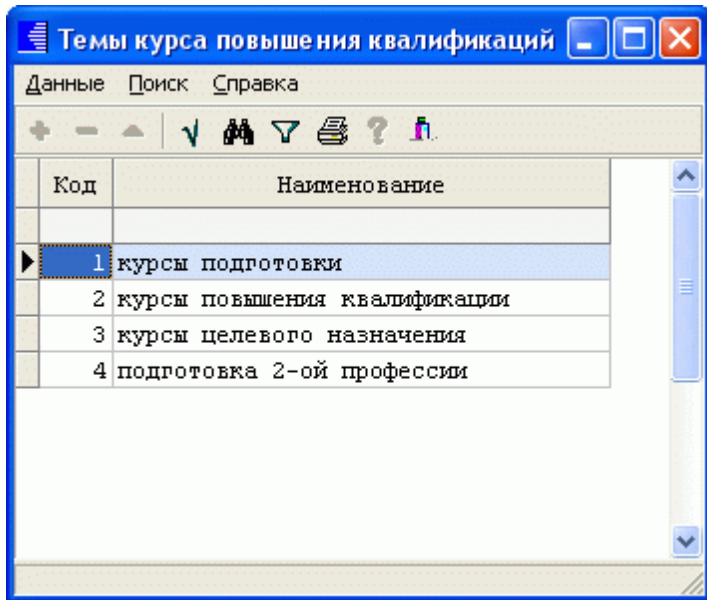 Темы курса повышения квалификаций
Данные Поиск Справка
Код Наименование
1 курсы подготовки
2 курсы повышения квалификации
3 курсы целевого назначения
4 подготовка 2-ой профессии